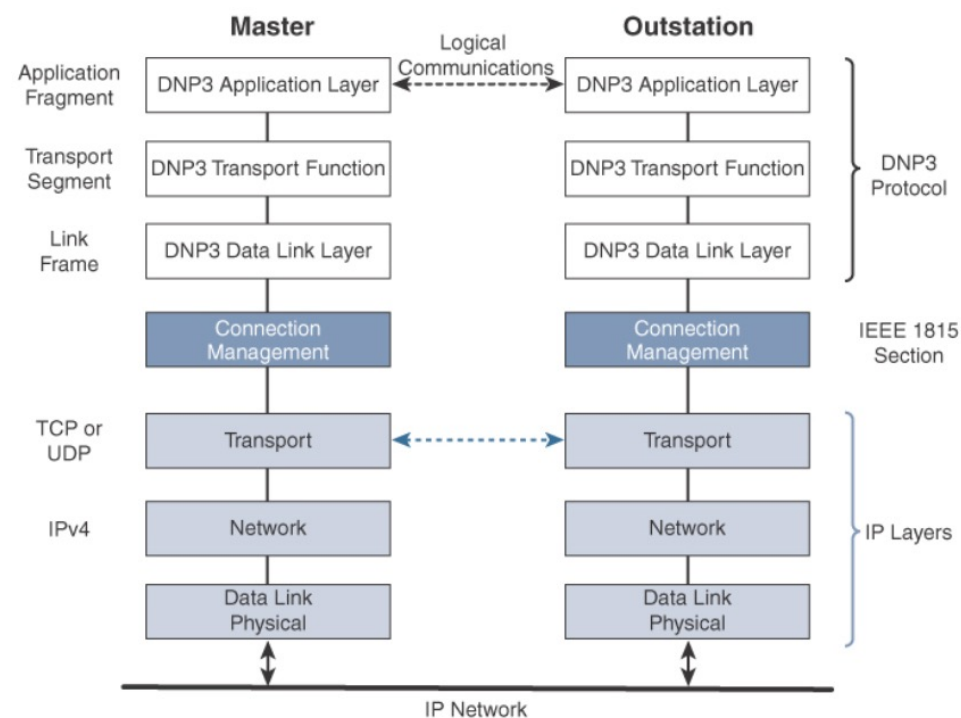 Master
Outstation
Logical
Communications
Application
Fragment
DNP3 Application Layer
DNP3 Application Layer
Transport
Segment
DNP3 Transport Function
DNP3 Transport Function
DNP3
Protocol
Link
Frame
DNP3 Data Link Layer
DNP3 Data Link Layer
Connection
Management
Connection
Management
IEEE 1815
Section
TCP or
UDP
Transport
Transport
IPv4
Network
Network
IP Layers
Data Link
Physical
Data Link
Physical
IP Network